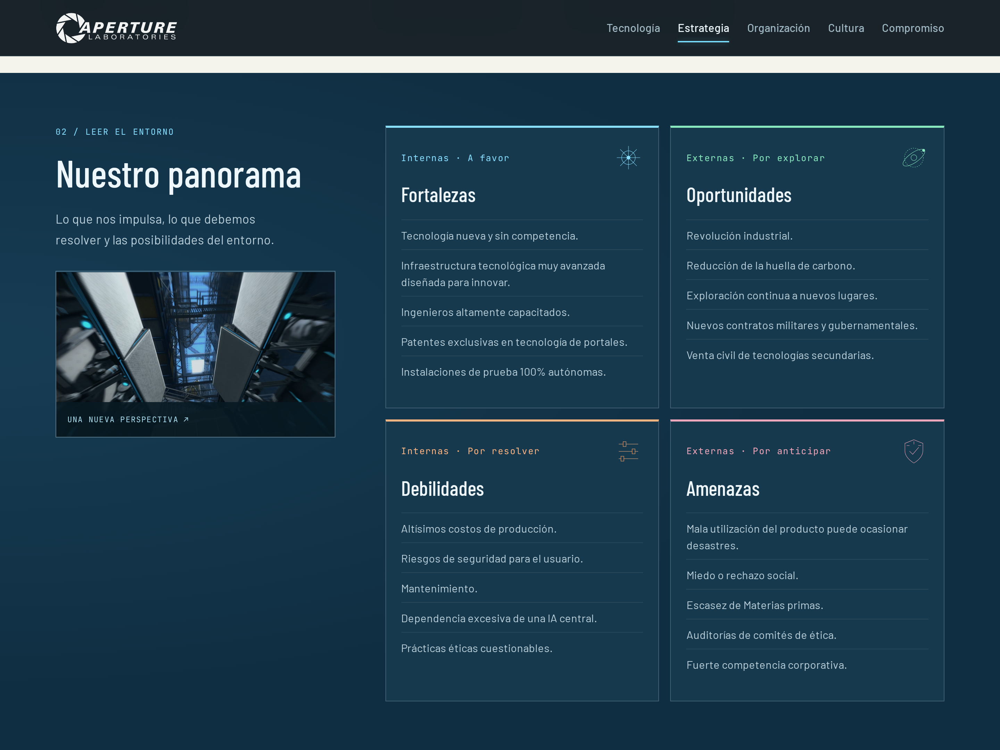 APERTURE
LABORATORIES
Tecnología
Estrategia
Organización
Cultura
Compromiso
02 / LEER EL ENTORNO
Nuestro panorama
Lo que nos impulsa, lo que debemos
resolver y las posibilidades del entorno.
UNA NUEVA PERSPECTIVA ↗
Internas · A favor
Fortalezas
Tecnología nueva y sin competencia.
Infraestructura tecnológica muy avanzada
diseñada para innovar.
Ingenieros altamente capacitados.
Patentes exclusivas en tecnología de portales.
Instalaciones de prueba 100% autónomas.
Externas · Por explorar
Oportunidades
Revolución industrial.
Reducción de la huella de carbono.
Exploración continua a nuevos lugares.
Nuevos contratos militares y gubernamentales.
Venta civil de tecnologías secundarias.
Internas · Por resolver
Debilidades
Altísimos costos de producción.
Riesgos de seguridad para el usuario.
Mantenimiento.
Dependencia excesiva de una IA central.
Prácticas éticas cuestionables.
Externas · Por anticipar
Amenazas
Mala utilización del producto puede ocasionar
desastres.
Miedo o rechazo social.
Escasez de Materias primas.
Auditorías de comités de ética.
Fuerte competencia corporativa.